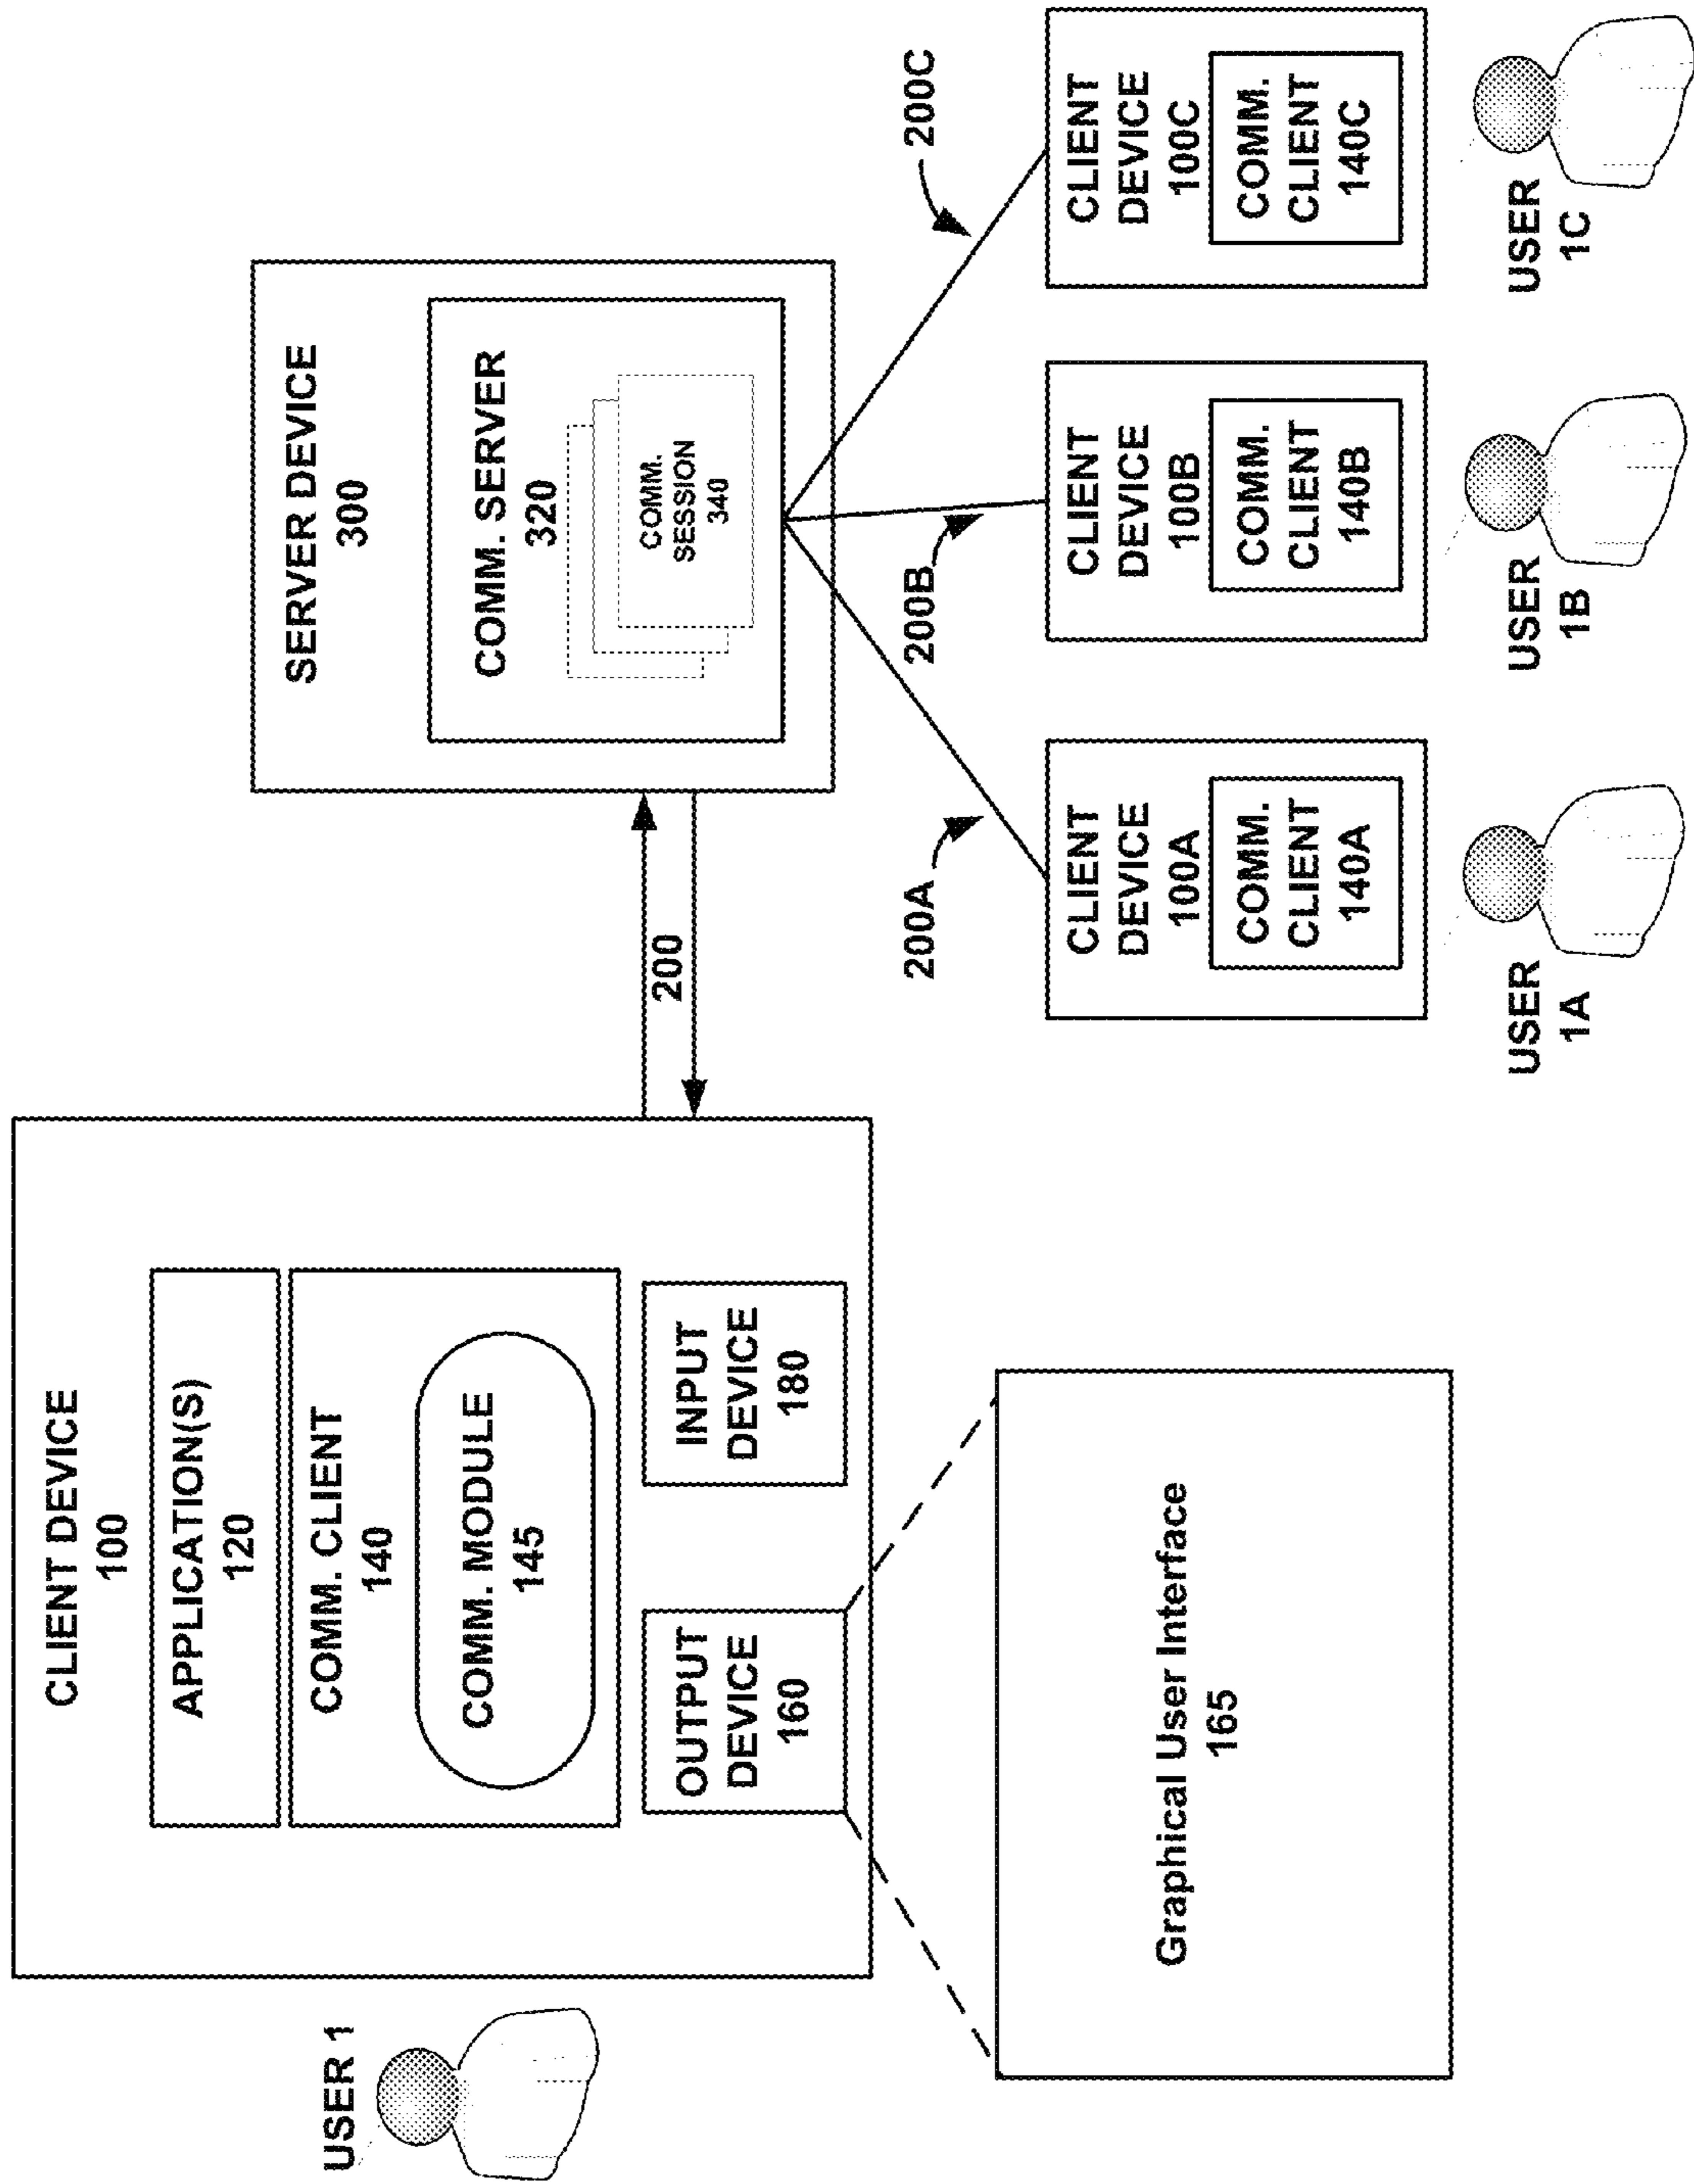 USER 1
CLIENT DEVICE
100
APPLICATION(S)
120
COMM. CLIENT
140
COMM. MODULE
145
OUTPUT
DEVICE
160
INPUT
DEVICE
180
Graphical User Interface
165
200
SERVER DEVICE
300
COMM. SERVER
320
COMM.
SESSION
340
200A
200B
200C
CLIENT
DEVICE
100A
COMM.
CLIENT
140A
USER
1A
CLIENT
DEVICE
100B
COMM.
CLIENT
140B
USER
1B
CLIENT
DEVICE
100C
COMM.
CLIENT
140C
USER
1C